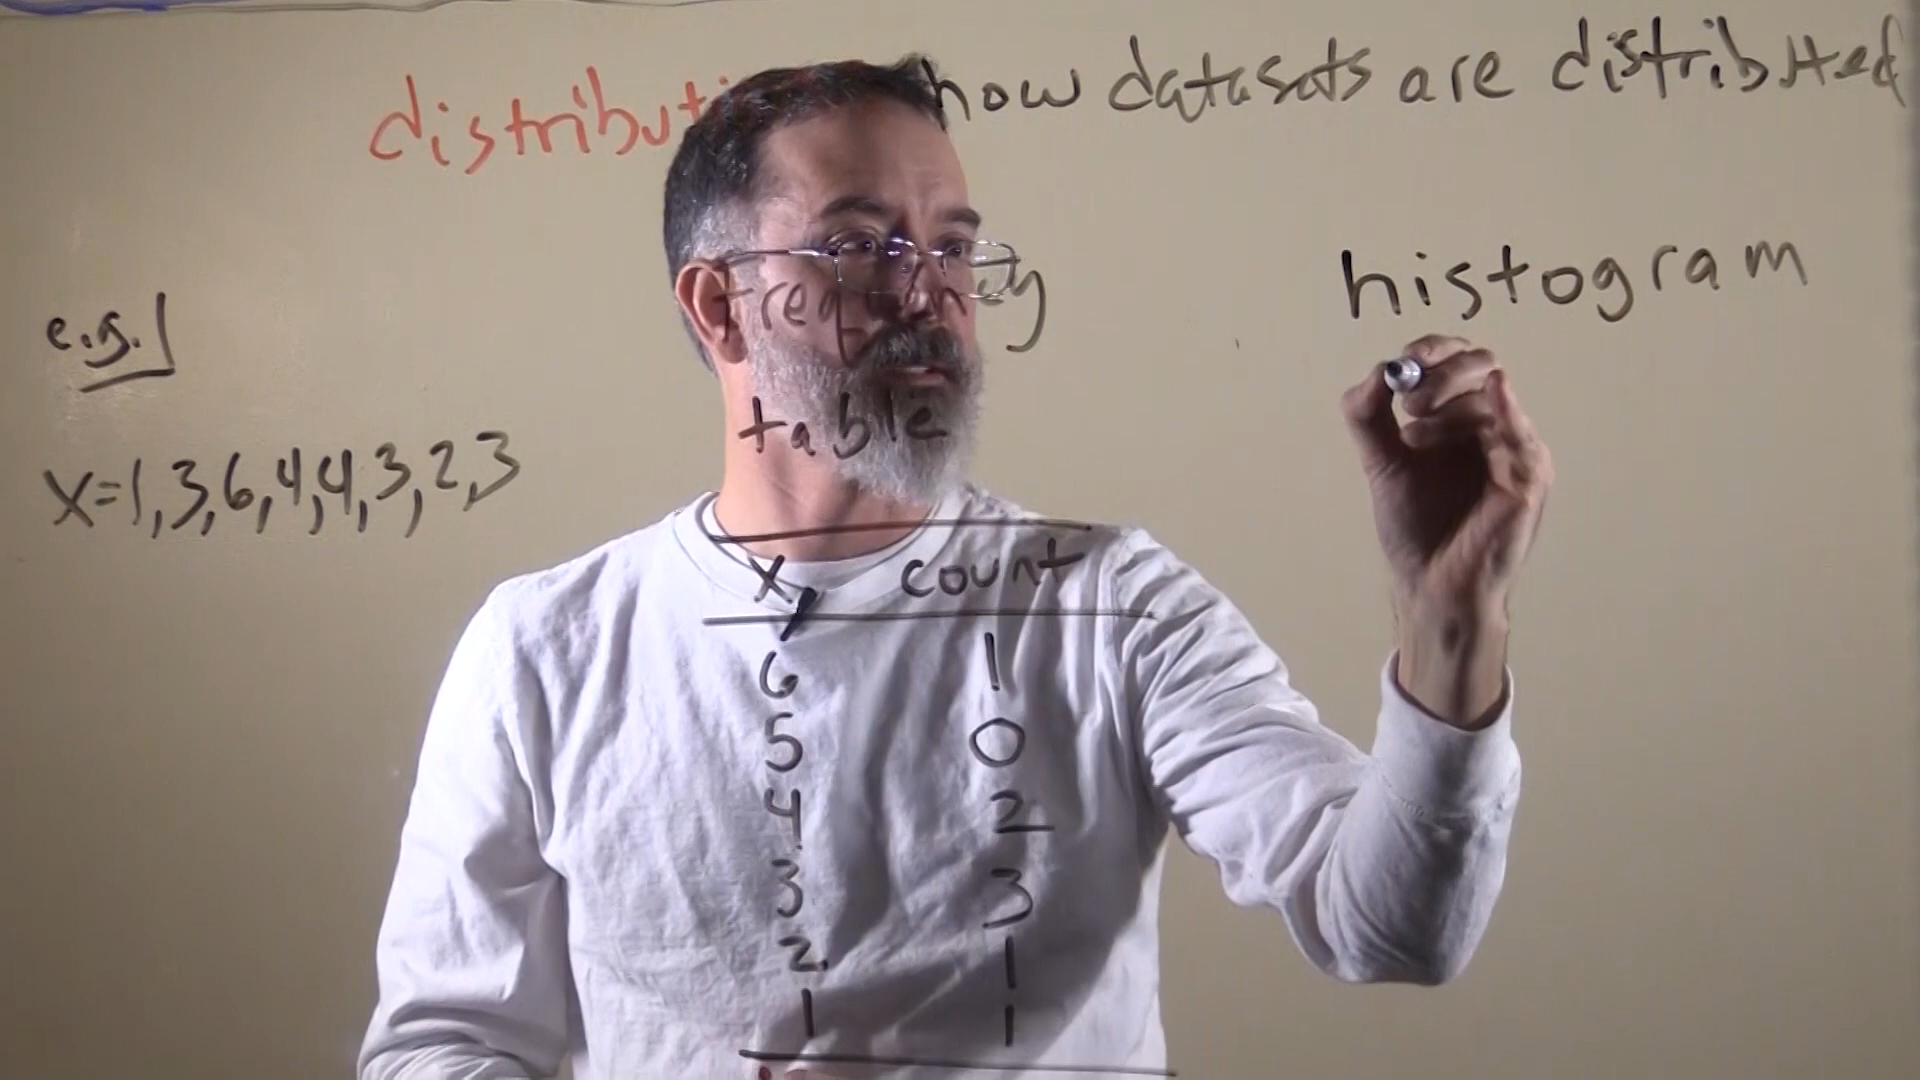 distributi how datasets are distributed
e.g.
X=1,3,6,4,4,3,2,3
frequency
table
x count
6 1
5 0
4 2
3 3
2 1
1 1
histogram